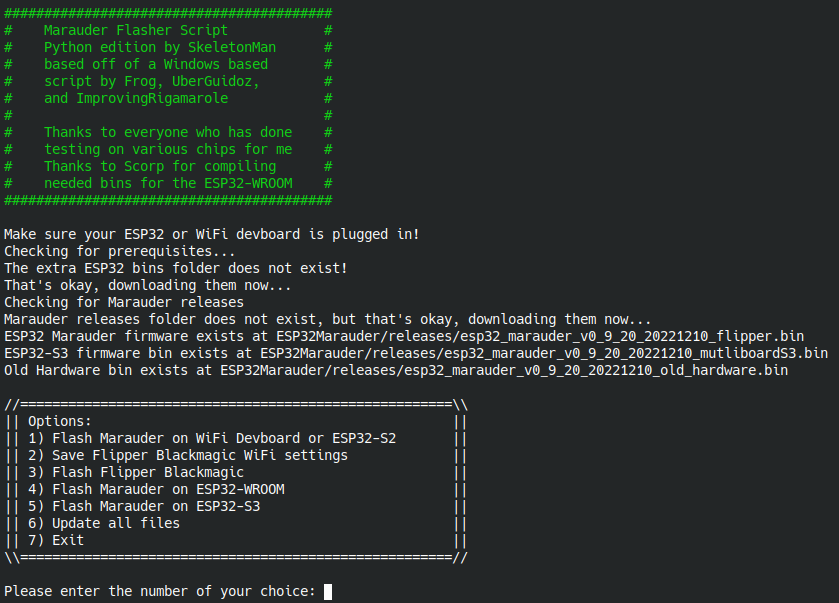 #########################################
#    Marauder Flasher Script            #
#    Python edition by SkeletonMan      #
#    based off of a Windows based       #
#    script by Frog, UberGuidoz,        #
#    and ImprovingRigamarole            #
#                                       #
#    Thanks to everyone who has done    #
#    testing on various chips for me    #
#    Thanks to Scorp for compiling      #
#    needed bins for the ESP32-WROOM    #
#########################################

Make sure your ESP32 or WiFi devboard is plugged in!
Checking for prerequisites...
The extra ESP32 bins folder does not exist!
That's okay, downloading them now...
Checking for Marauder releases
Marauder releases folder does not exist, but that's okay, downloading them now...
ESP32 Marauder firmware exists at ESP32Marauder/releases/esp32_marauder_v0_9_20_20221210_flipper.bin
ESP32-S3 firmware bin exists at ESP32Marauder/releases/esp32_marauder_v0_9_20_20221210_mutliboardS3.bin
Old Hardware bin exists at ESP32Marauder/releases/esp32_marauder_v0_9_20_20221210_old_hardware.bin

//======================================================\\
|| Options:                                             ||
|| 1) Flash Marauder on WiFi Devboard or ESP32-S2       ||
|| 2) Save Flipper Blackmagic WiFi settings             ||
|| 3) Flash Flipper Blackmagic                          ||
|| 4) Flash Marauder on ESP32-WROOM                     ||
|| 5) Flash Marauder on ESP32-S3                        ||
|| 6) Update all files                                  ||
|| 7) Exit                                              ||
\\======================================================//

Please enter the number of your choice: